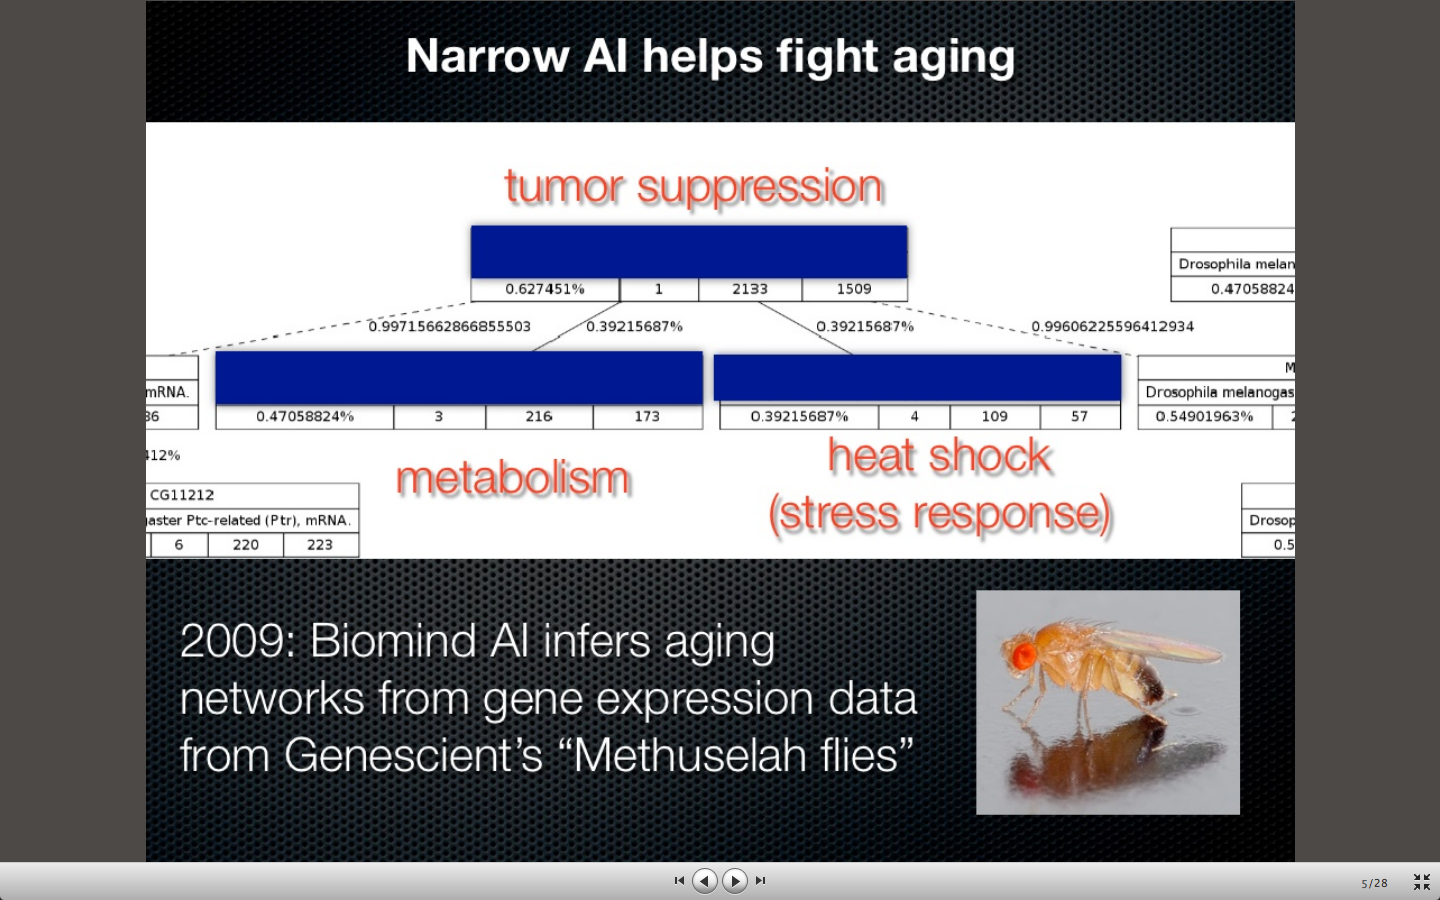 Narrow AI helps fight aging
tumor suppression
0.627451% 1 2133 1509
Drosophila melan
0.47058824
0.99715662866855503 0.39215687% 0.39215687% 0.99606225596412934
mRNA.
36
0.47058824% 3 216 173
0.39215687% 4 109 57
M
Drosophila melanogas
0.54901963% 2
412%
metabolism
heat shock
(stress response)
CG11212
aster Ptc-related (Ptr), mRNA.
6 220 223
Drosop
0.5
2009: Biomind AI infers aging
networks from gene expression data
from Genescient's “Methuselah flies”
5/28